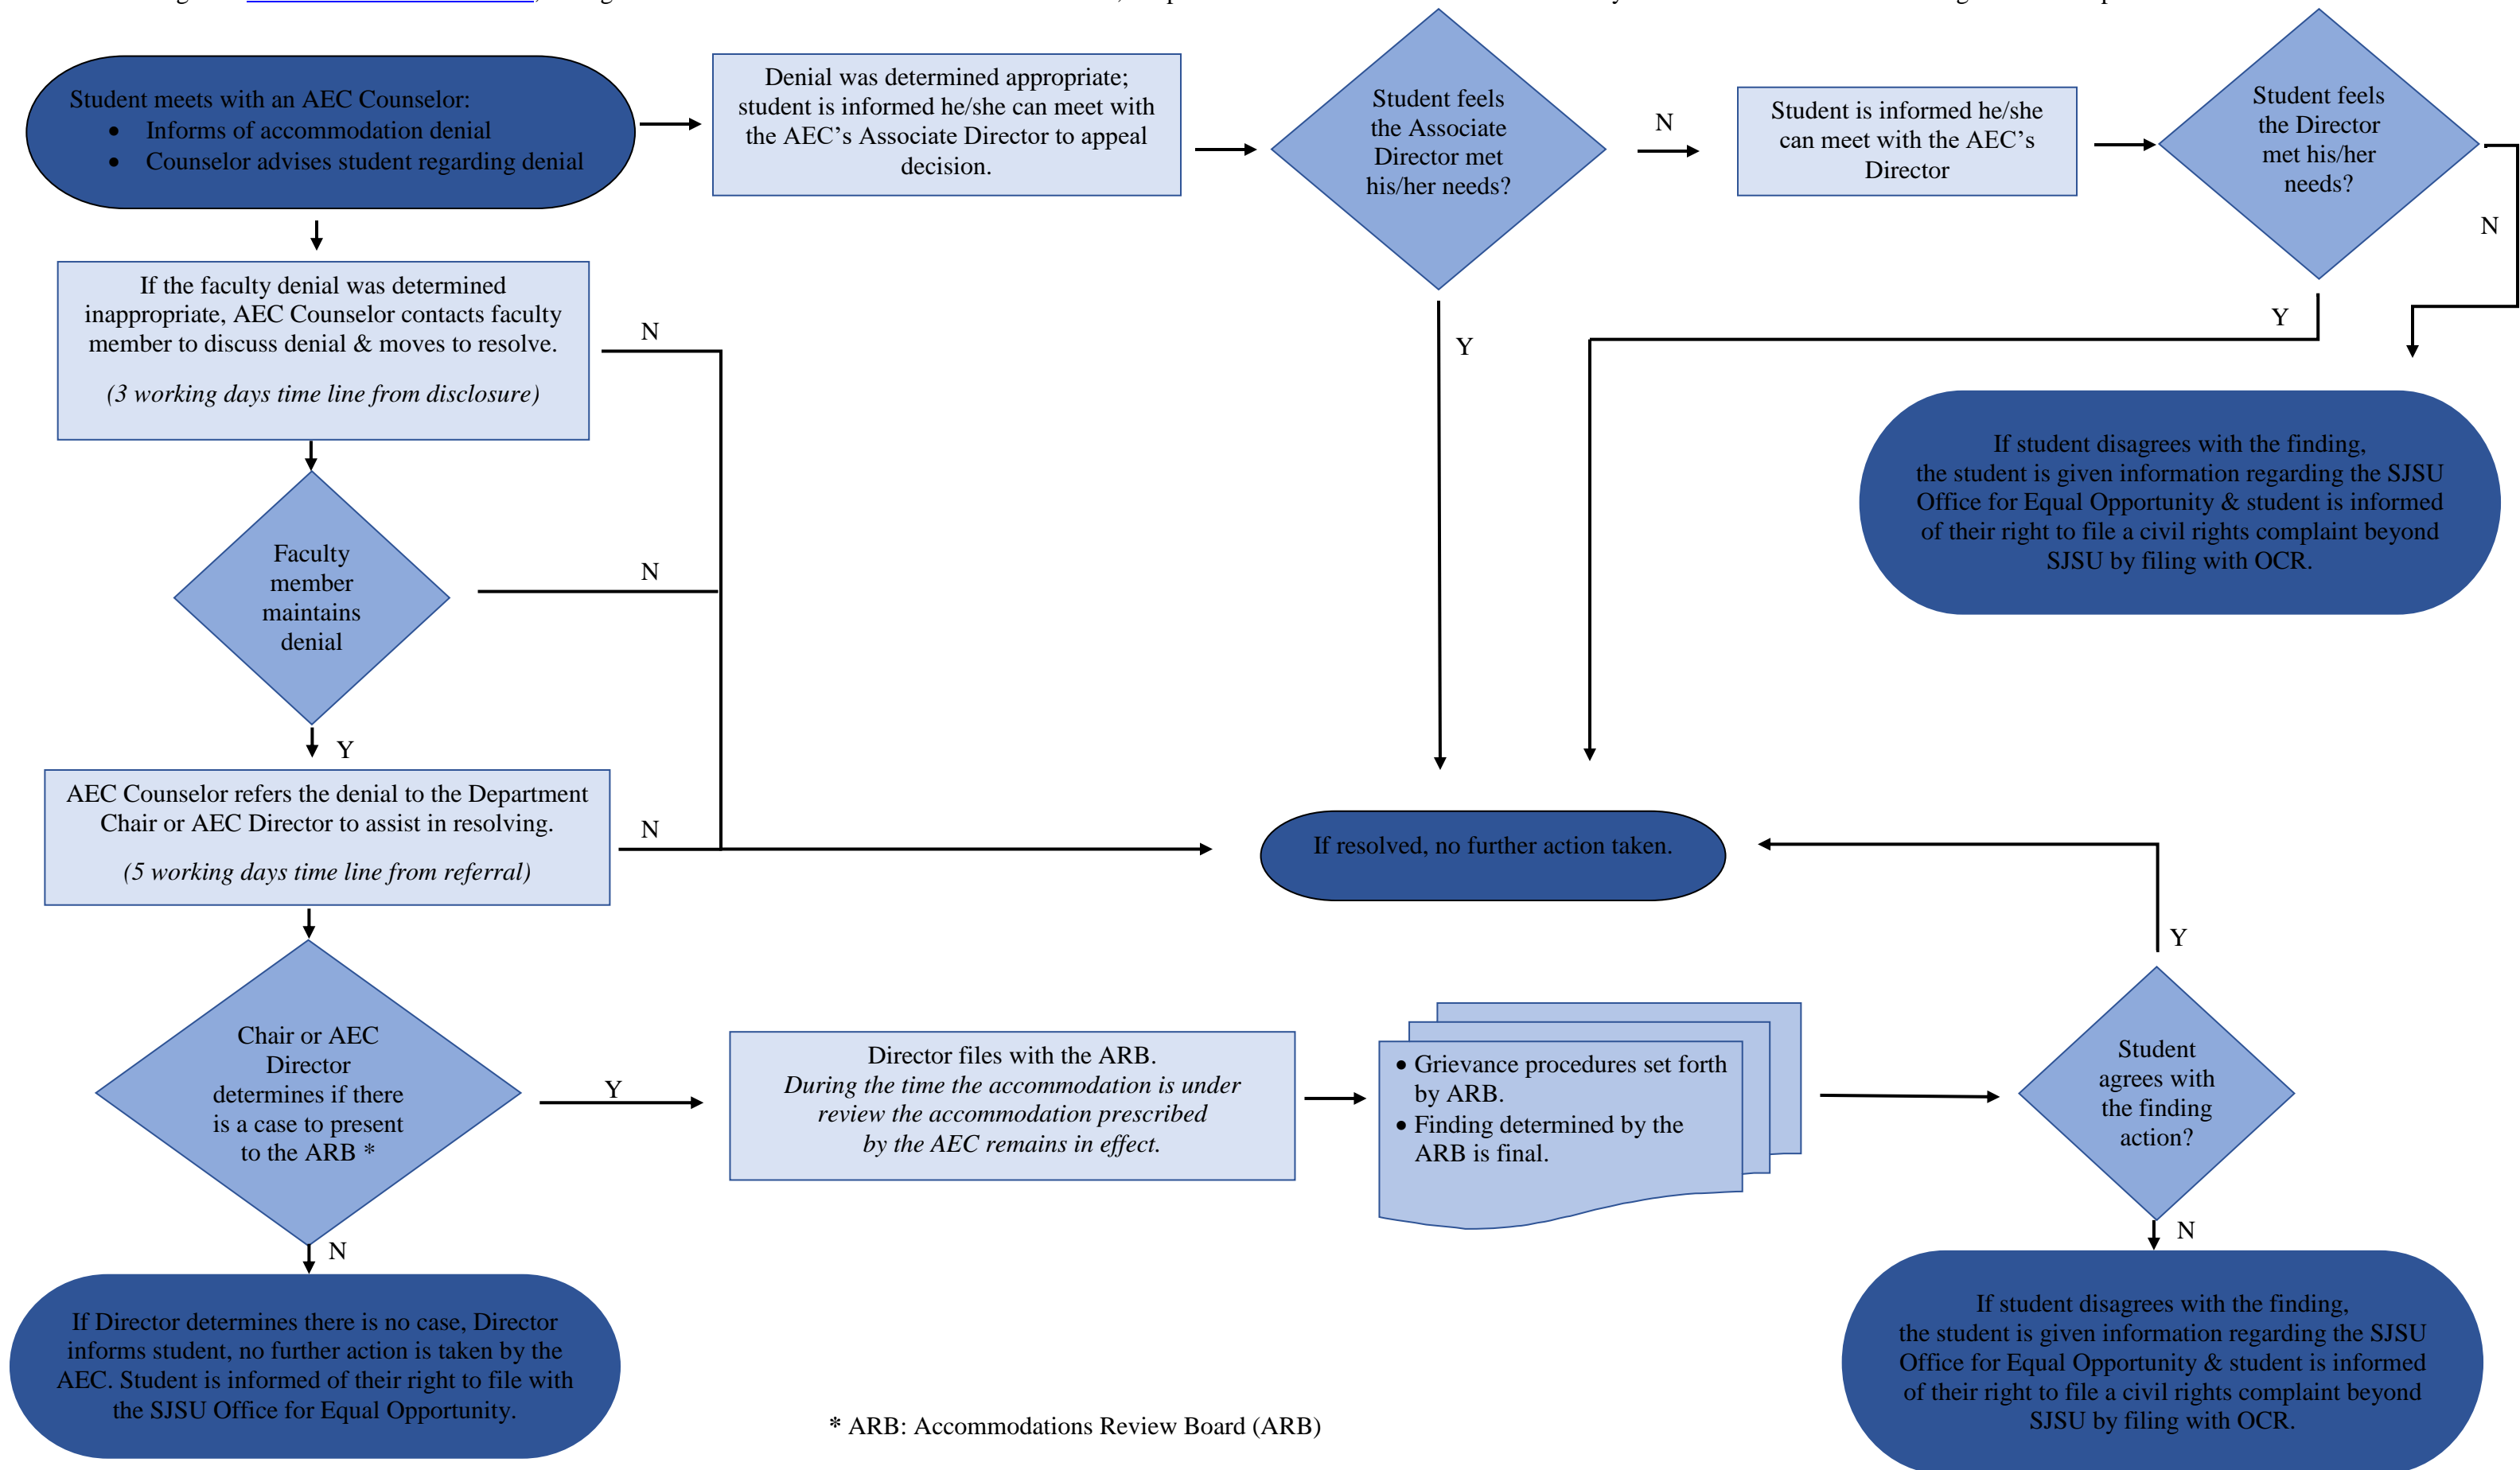 Student meets with an AEC Counselor:
• Informs of accommodation denial
• Counselor advises student regarding denial
Denial was determined appropriate;
student is informed he/she can meet with
the AEC’s Associate Director to appeal
decision.
Student feels
the Associate
Director met
his/her needs?
N
Student is informed he/she
can meet with the AEC’s
Director
Student feels
the Director
met his/her
needs?
N
Y
Y
If the faculty denial was determined
inappropriate, AEC Counselor contacts faculty
member to discuss denial & moves to resolve.
(3 working days time line from disclosure)
N
If student disagrees with the finding,
the student is given information regarding the SJSU
Office for Equal Opportunity & student is informed
of their right to file a civil rights complaint beyond
SJSU by filing with OCR.
Faculty
member
maintains
denial
N
Y
AEC Counselor refers the denial to the Department
Chair or AEC Director to assist in resolving.
(5 working days time line from referral)
N
If resolved, no further action taken.
Chair or AEC
Director
determines if there
is a case to present
to the ARB *
Y
Director files with the ARB.
During the time the accommodation is under
review the accommodation prescribed
by the AEC remains in effect.
• Grievance procedures set forth
by ARB.
• Finding determined by the
ARB is final.
Student
agrees with
the finding
action?
Y
N
N
If Director determines there is no case, Director
informs student, no further action is taken by the
AEC. Student is informed of their right to file with
the SJSU Office for Equal Opportunity.
If student disagrees with the finding,
the student is given information regarding the SJSU
Office for Equal Opportunity & student is informed
of their right to file a civil rights complaint beyond
SJSU by filing with OCR.
* ARB: Accommodations Review Board (ARB)